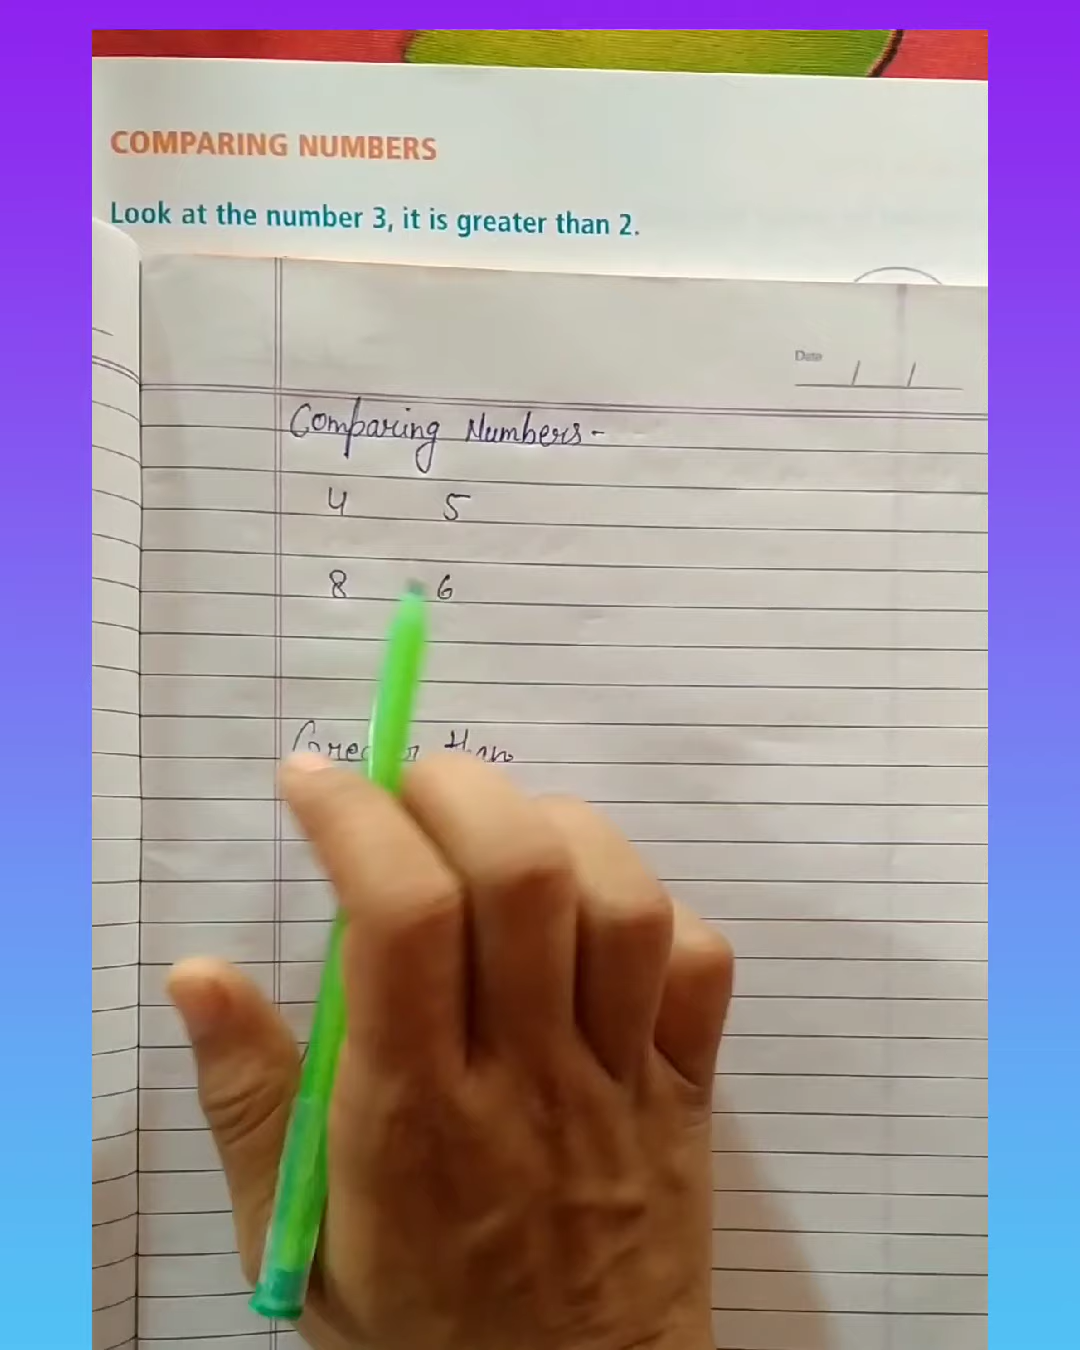 COMPARING NUMBERS
Look at the number 3, it is greater than 2.
Date / /
Comparing Numbers -
4 5
8 6
than